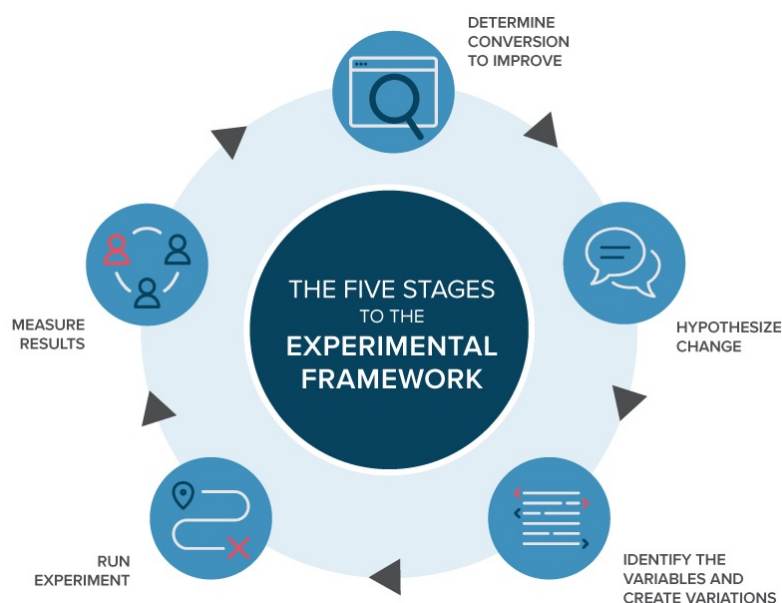 DETERMINE
CONVERSION
TO IMPROVE
HYPOTHESIZE
CHANGE
IDENTIFY THE
VARIABLES AND
CREATE VARIATIONS
RUN
EXPERIMENT
MEASURE
RESULTS
THE FIVE STAGES
TO THE
EXPERIMENTAL
FRAMEWORK